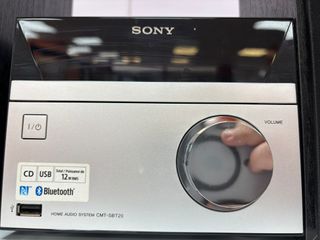 SONY
I/⏻
VOLUME
CD USB Total / Puissance de
12 W RMS
N Bluetooth®
HOME AUDIO SYSTEM CMT-SBT20